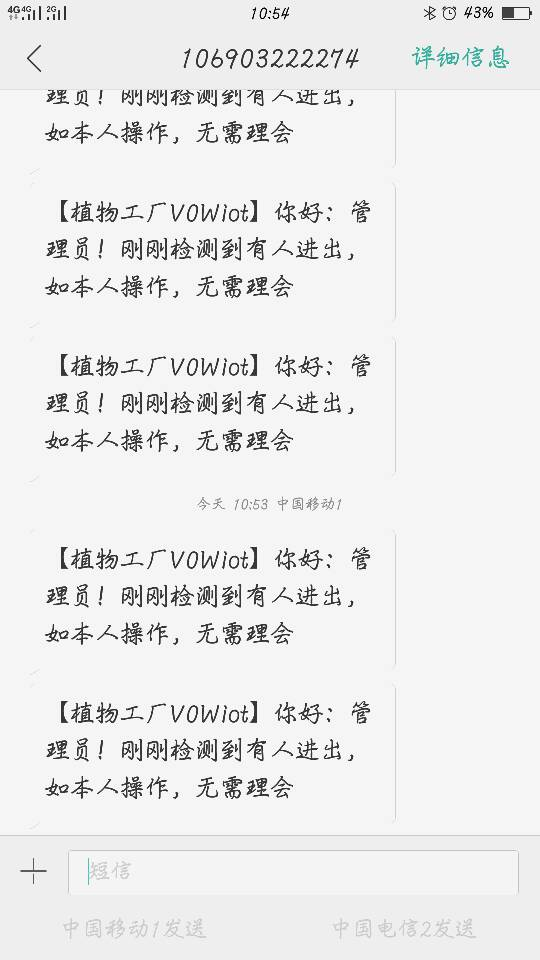 4G 4G 2G 10:54 43%
106903222274 详细信息
理员！刚刚检测到有人进出，
如本人操作，无需理会
【植物工厂V0Wiot】你好：管
理员！刚刚检测到有人进出，
如本人操作，无需理会
【植物工厂V0Wiot】你好：管
理员！刚刚检测到有人进出，
如本人操作，无需理会
今天 10:53 中国移动1
【植物工厂V0Wiot】你好：管
理员！刚刚检测到有人进出，
如本人操作，无需理会
【植物工厂V0Wiot】你好：管
理员！刚刚检测到有人进出，
如本人操作，无需理会
短信
中国移动1发送 中国电信2发送